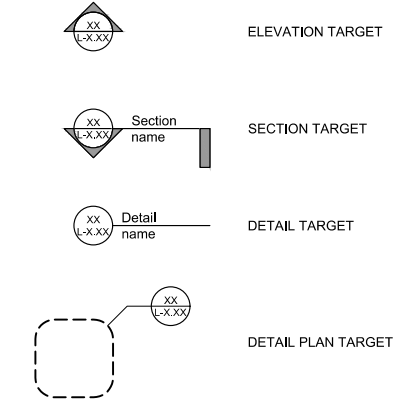 XX
L-X.XX
ELEVATION TARGET
XX
L-X.XX
Section
name
SECTION TARGET
XX
L-X.XX
Detail
name
DETAIL TARGET
XX
L-X.XX
DETAIL PLAN TARGET